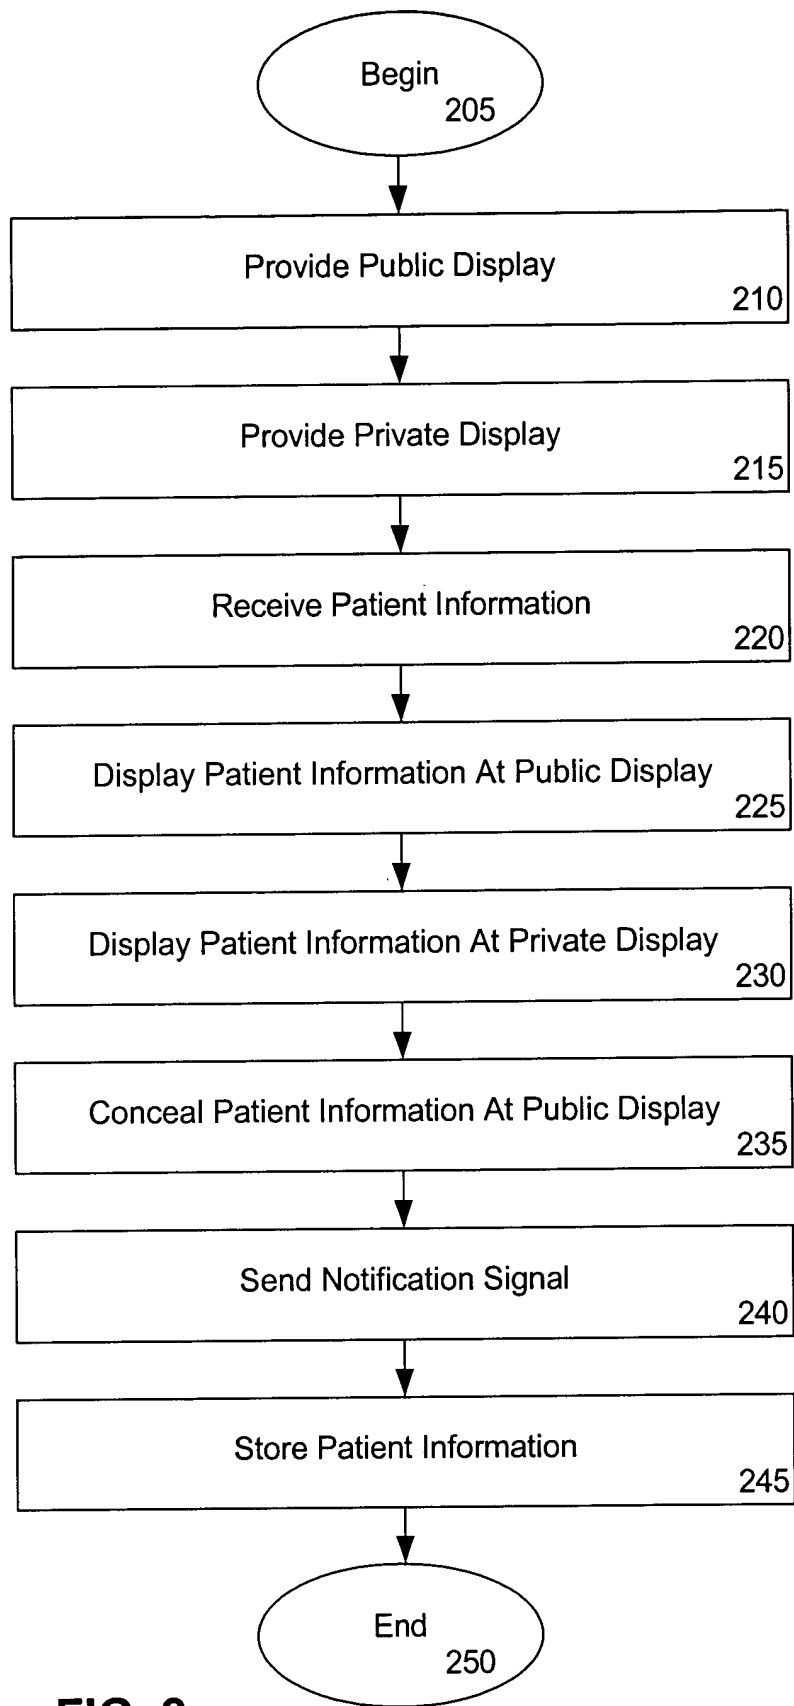 Begin
205
Provide Public Display
210
Provide Private Display
215
Receive Patient Information
220
Display Patient Information At Public Display
225
Display Patient Information At Private Display
230
Conceal Patient Information At Public Display
235
Send Notification Signal
240
Store Patient Information
245
End
250